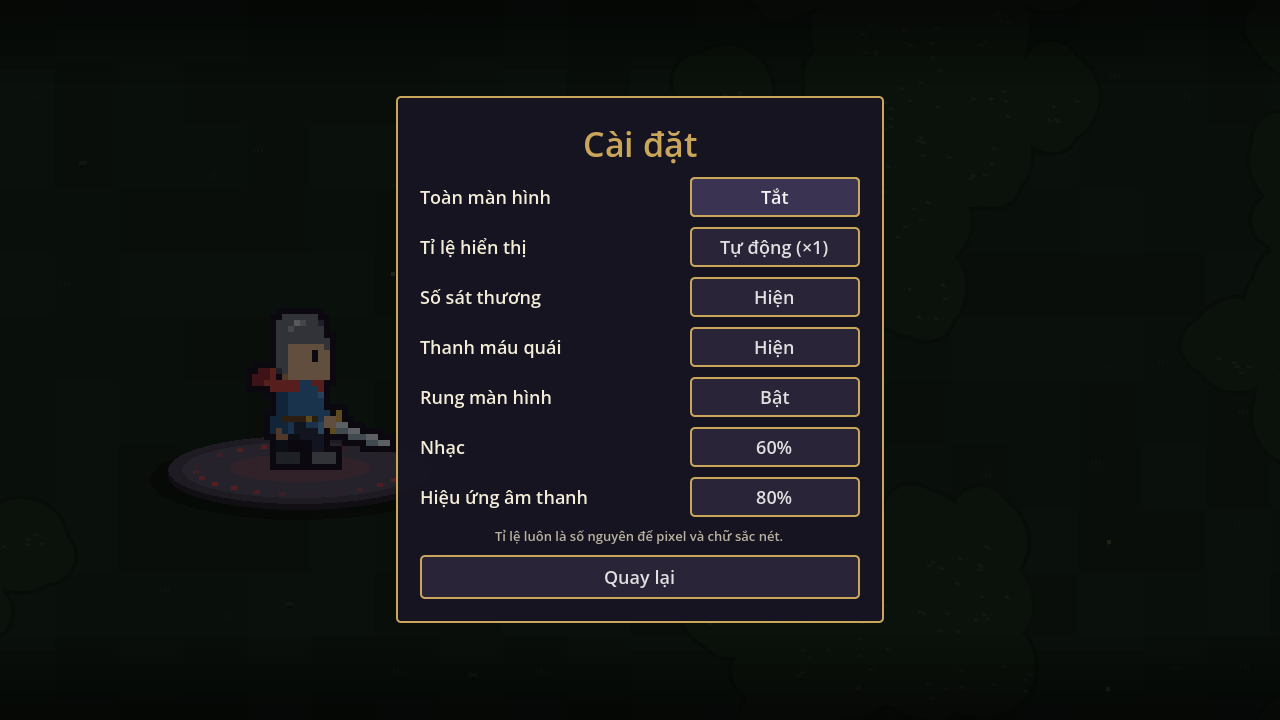 Cài đặt
Toàn màn hình Tắt
Tỉ lệ hiển thị Tự động (×1)
Số sát thương Hiện
Thanh máu quái Hiện
Rung màn hình Bật
Nhạc 60%
Hiệu ứng âm thanh 80%
Tỉ lệ luôn là số nguyên để pixel và chữ sắc nét.
Quay lại